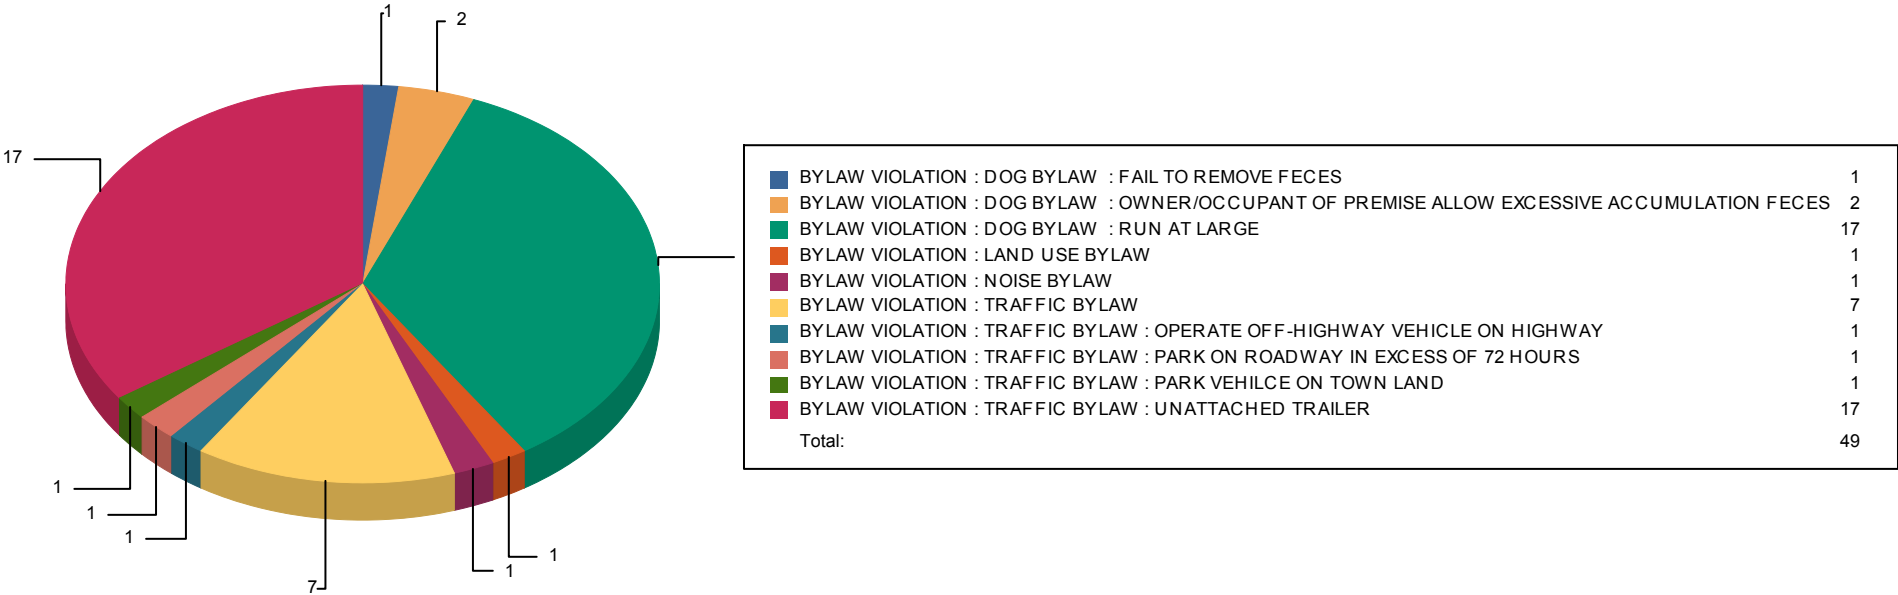 1
2
17
BYLAW VIOLATION : DOG BYLAW : FAIL TO REMOVE FECES 1
BYLAW VIOLATION : DOG BYLAW : OWNER/OCCUPANT OF PREMISE ALLOW EXCESSIVE ACCUMULATION FECES 2
BYLAW VIOLATION : DOG BYLAW : RUN AT LARGE 17
BYLAW VIOLATION : LAND USE BYLAW 1
BYLAW VIOLATION : NOISE BYLAW 1
BYLAW VIOLATION : TRAFFIC BYLAW 7
BYLAW VIOLATION : TRAFFIC BYLAW : OPERATE OFF-HIGHWAY VEHICLE ON HIGHWAY 1
BYLAW VIOLATION : TRAFFIC BYLAW : PARK ON ROADWAY IN EXCESS OF 72 HOURS 1
BYLAW VIOLATION : TRAFFIC BYLAW : PARK VEHILCE ON TOWN LAND 1
BYLAW VIOLATION : TRAFFIC BYLAW : UNATTACHED TRAILER 17
Total: 49
1
1
1
1
1
7